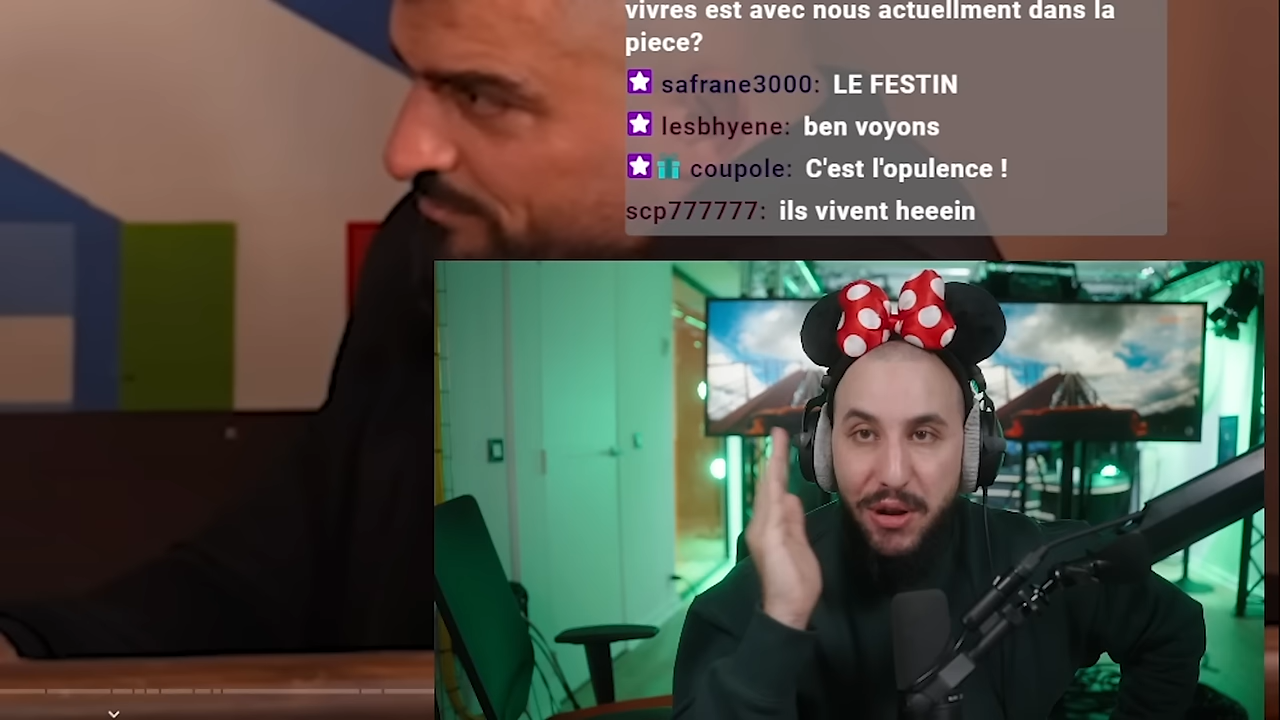 vivres est avec nous actuellment dans la
piece?
safrane3000: LE FESTIN
lesbhyene: ben voyons
coupole: C'est l'opulence !
scp777777: ils vivent heeein